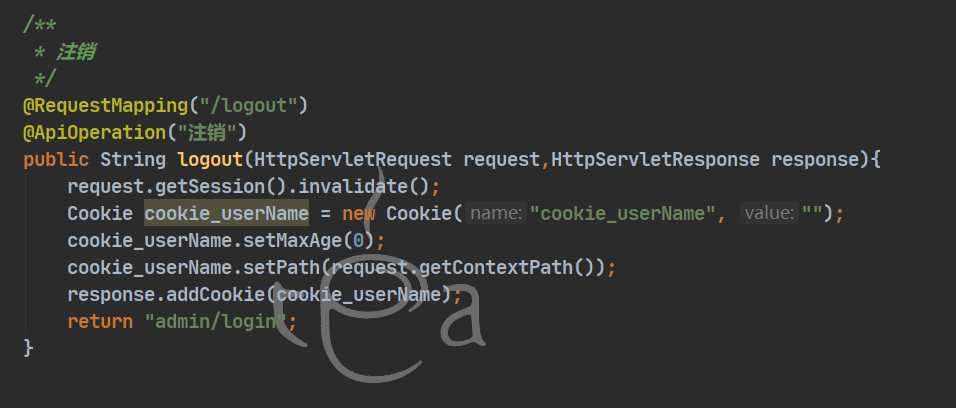 /**
 * 注销
 */
@RequestMapping("/logout")
@ApiOperation("注销")
public String logout(HttpServletRequest request,HttpServletResponse response){
    request.getSession().invalidate();
    Cookie cookie_userName = new Cookie( name: "cookie_userName", value: "");
    cookie_userName.setMaxAge(0);
    cookie_userName.setPath(request.getContextPath());
    response.addCookie(cookie_userName);
    return "admin/login";
}